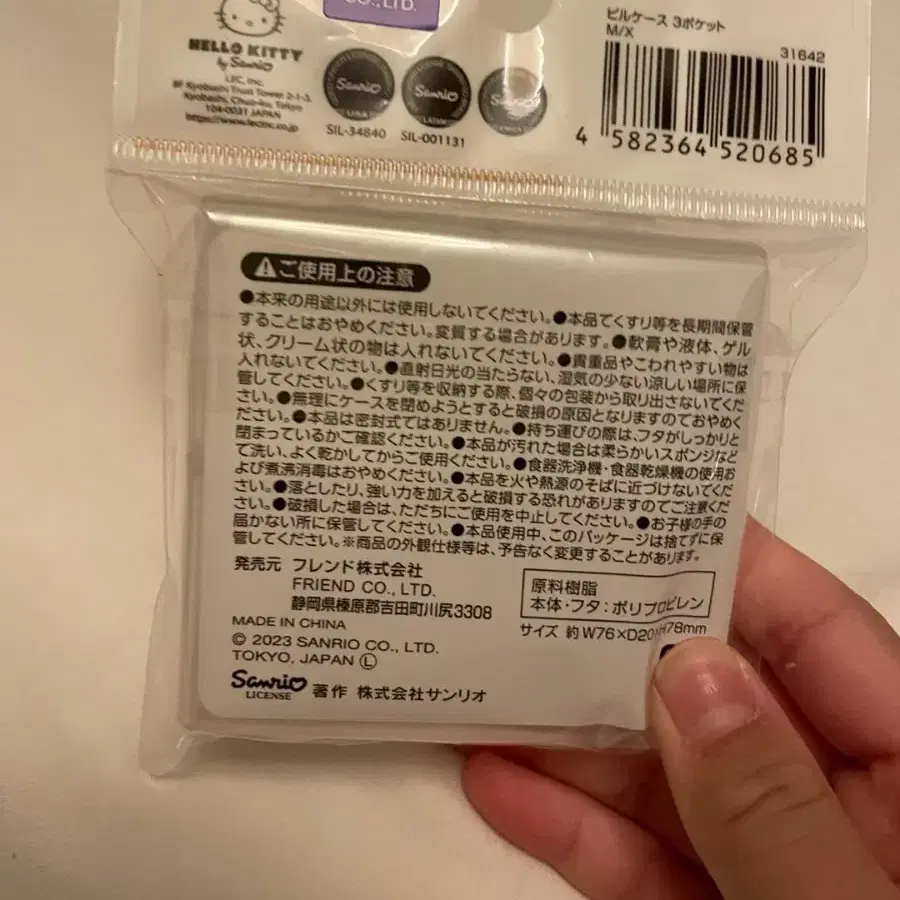 CO.,LTD.
HELLO KITTY
by Sanrio
LEC, Inc.
8F Kyobashi Trust Tower 2-1-3,
Kyobashi, Chuo-ku, Tokyo
104-0031 JAPAN
https://www.lecinc.co.jp
Sanrio
Sanrio
Sanrio
LATAM
SIL-34840
SIL-001131
ピルケース 3ポケット
M/X
31642
4 582364 520685
ご使用上の注意
●本来の用途以外には使用しないでください。●本品でくすり等を長期間保管
することはおやめください。変質する場合があります。●軟膏や液体、ゲル
状、クリーム状の物は入れないでください。●貴重品やこわれやすい物は
入れないでください。●直射日光の当たらない、湿気の少ない涼しい場所に保
管してください。●くすり等を収納する際、個々の包装から取り出さないでくだ
さい。●無理にケースを閉めようとすると破損の原因となりますのでおやめく
ださい。●本品は密封式ではありません。●持ち運びの際は、フタがしっかりと
閉まっているかご確認ください。●本品が汚れた場合は柔らかいスポンジなど
で洗い、よく乾かしてからご使用ください。●食器洗浄機・食器乾燥機の使用お
よび煮沸消毒はおやめください。●本品を火や熱源のそばに近づけないでくだ
さい。●落としたり、強い力を加えると破損する恐れがありますのでご注意くだ
さい。●破損した場合は、ただちにご使用を中止してください。●お子様の手の
届かない所に保管してください。●本品使用中、このパッケージは捨てずに保
管してください。※商品の外観仕様等は、予告なく変更することがあります。
発売元 フレンド株式会社
FRIEND CO., LTD.
静岡県榛原郡吉田町川尻3308
MADE IN CHINA
© 2023 SANRIO CO., LTD.
TOKYO, JAPAN Ⓛ
Sanrio
LICENSE
著作 株式会社サンリオ
原料樹脂
本体・フタ：ポリプロピレン
サイズ 約W76×D20×H78mm